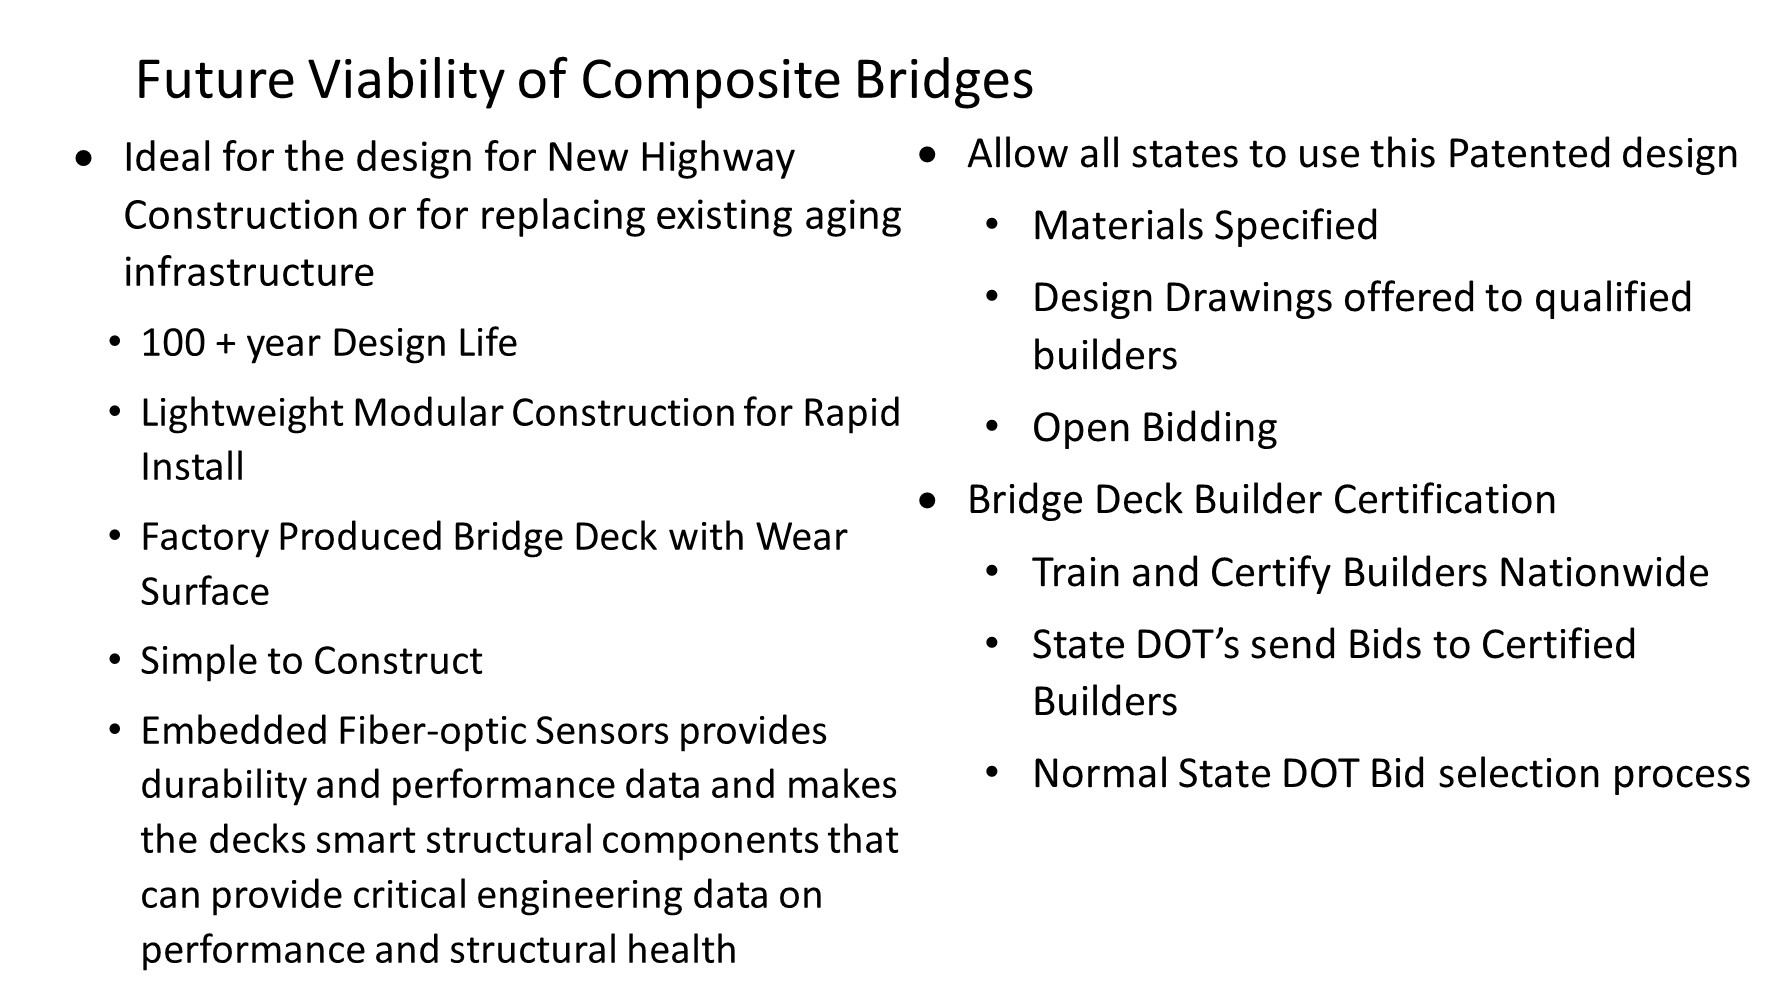 Future Viability of Composite Bridges
• Ideal for the design for New Highway
Construction or for replacing existing aging
infrastructure
• 100 + year Design Life
• Lightweight Modular Construction for Rapid
Install
• Factory Produced Bridge Deck with Wear
Surface
• Simple to Construct
• Embedded Fiber-optic Sensors provides
durability and performance data and makes
the decks smart structural components that
can provide critical engineering data on
performance and structural health
• Allow all states to use this Patented design
• Materials Specified
• Design Drawings offered to qualified
builders
• Open Bidding
• Bridge Deck Builder Certification
• Train and Certify Builders Nationwide
• State DOT’s send Bids to Certified
Builders
• Normal State DOT Bid selection process